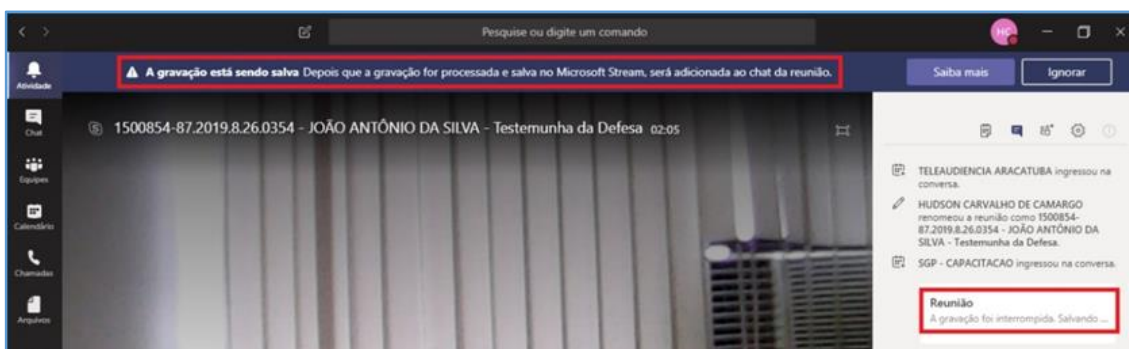 Pesquise ou digite um comando
HC
A gravação está sendo salva Depois que a gravação for processada e salva no Microsoft Stream, será adicionada ao chat da reunião.
Saiba mais
Ignorar
Atividade
Chat
Equipes
Calendário
Chamadas
Arquivos
1500854-87.2019.8.26.0354 - JOÃO ANTÔNIO DA SILVA - Testemunha da Defesa 02:05
TELEAUDIENCIA ARACATUBA ingressou na
conversa.
HUDSON CARVALHO DE CAMARGO
renomeou a reunião como 1500854-
87.2019.8.26.0354 - JOÃO ANTÔNIO DA
SILVA - Testemunha da Defesa.
SGP - CAPACITACAO ingressou na conversa.
Reunião
A gravação foi interrompida. Salvando ...